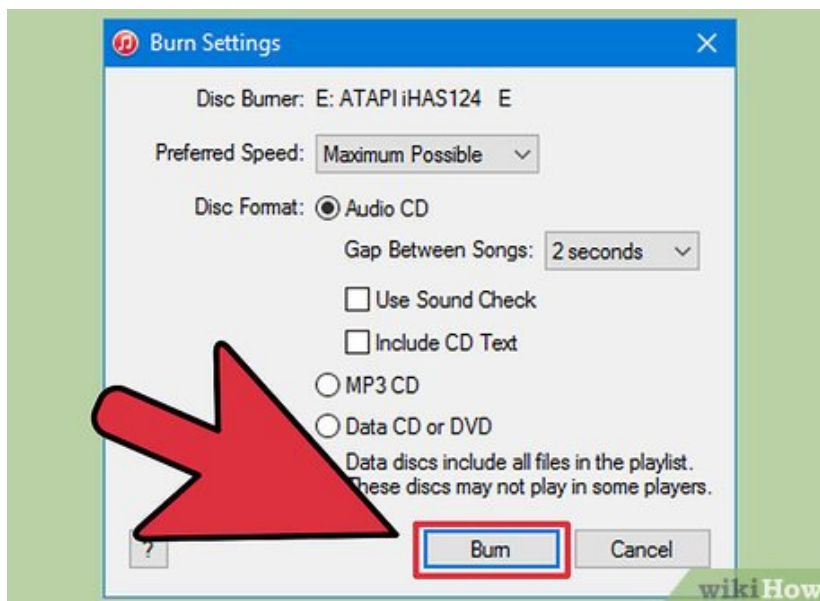 Burn Settings
Disc Burner: E: ATAPI iHAS124 E
Preferred Speed: Maximum Possible
Disc Format: Audio CD
Gap Between Songs: 2 seconds
Use Sound Check
Include CD Text
MP3 CD
Data CD or DVD
Data discs include all files in the playlist.
These discs may not play in some players.
? Burn Cancel
wikiHow